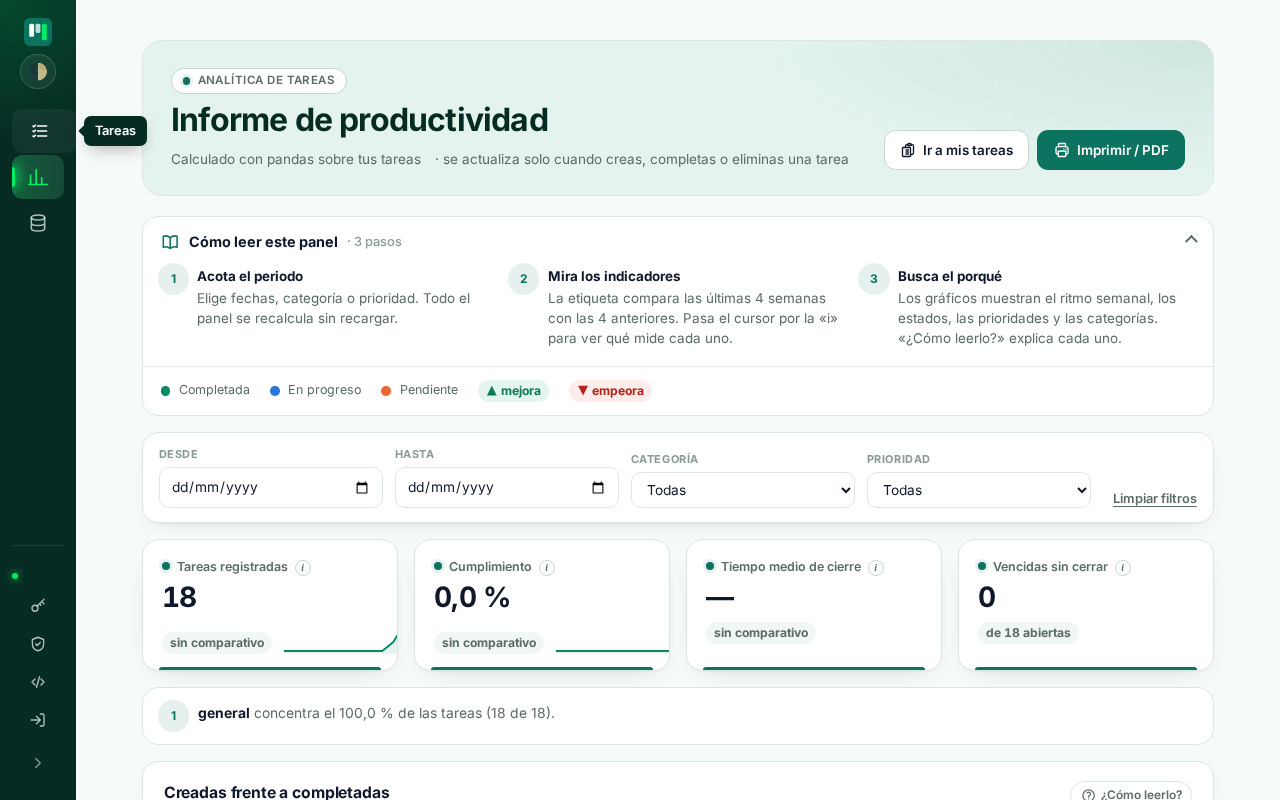 Tareas
ANALÍTICA DE TAREAS
Informe de productividad
Calculado con pandas sobre tus tareas · se actualiza solo cuando creas, completas o eliminas una tarea
Ir a mis tareas
Imprimir / PDF
Cómo leer este panel · 3 pasos
1 Acota el periodo
Elige fechas, categoría o prioridad. Todo el
panel se recalcula sin recargar.
2 Mira los indicadores
La etiqueta compara las últimas 4 semanas
con las 4 anteriores. Pasa el cursor por la «i»
para ver qué mide cada uno.
3 Busca el porqué
Los gráficos muestran el ritmo semanal, los
estados, las prioridades y las categorías.
«¿Cómo leerlo?» explica cada uno.
Completada En progreso Pendiente ▲ mejora ▼ empeora
DESDE
dd/mm/yyyy
HASTA
dd/mm/yyyy
CATEGORÍA
Todas
PRIORIDAD
Todas
Limpiar filtros
Tareas registradas i
18
sin comparativo
Cumplimiento i
0,0 %
sin comparativo
Tiempo medio de cierre i
—
sin comparativo
Vencidas sin cerrar i
0
de 18 abiertas
1 general concentra el 100,0 % de las tareas (18 de 18).
Creadas frente a completadas
¿Cómo leerlo?